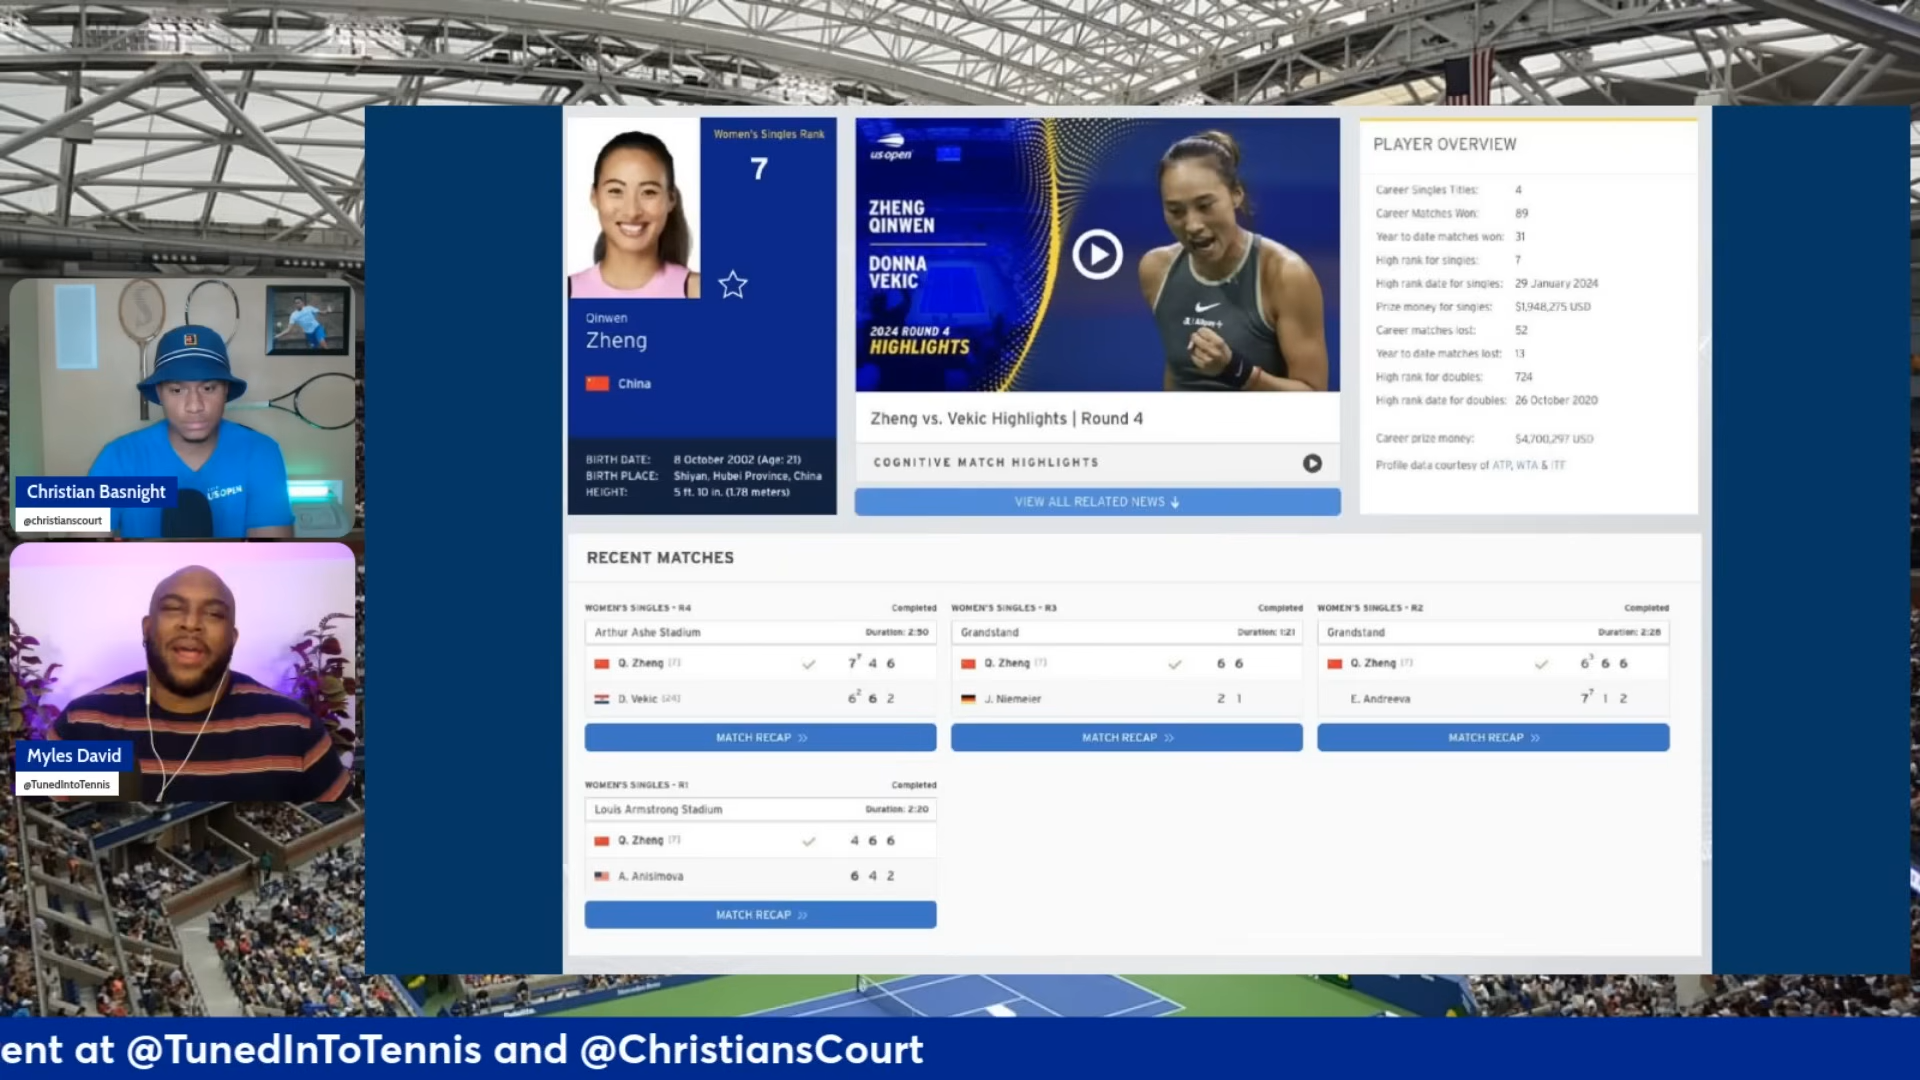 Women's Singles Rank
7
Qinwen
Zheng
China
BIRTH DATE: 8 October 2002 (Age: 21)
BIRTH PLACE: Shiyan, Hubei Province, China
HEIGHT: 5 ft. 10 in. (1.78 meters)
us open
ZHENG
QINWEN
DONNA
VEKIC
2024 ROUND 4
HIGHLIGHTS
Zheng vs. Vekic Highlights | Round 4
COGNITIVE MATCH HIGHLIGHTS
VIEW ALL RELATED NEWS
PLAYER OVERVIEW
Career Singles Titles: 4
Career Matches Won: 89
Year to date matches won: 31
High rank for singles: 7
High rank date for singles: 29 January 2024
Prize money for singles: $1,948,275 USD
Career matches lost: 52
Year to date matches lost: 13
High rank for doubles: 724
High rank date for doubles: 26 October 2020
Career prize money: $4,700,297 USD
Profile data courtesy of ATP, WTA & ITF
US OPEN
Christian Basnight
@christianscourt
Myles David
@TunedIntoTennis
RECENT MATCHES
WOMEN'S SINGLES - R4 Completed
Arthur Ashe Stadium Duration: 2:50
Q. Zheng [7] 7⁷ 4 6
D. Vekic [24] 6² 6 2
MATCH RECAP »
WOMEN'S SINGLES - R3 Completed
Grandstand Duration: 1:21
Q. Zheng [7] 6 6
J. Niemeier 2 1
MATCH RECAP »
WOMEN'S SINGLES - R2 Completed
Grandstand Duration: 2:28
Q. Zheng [7] 6³ 6 6
E. Andreeva 7⁷ 1 2
MATCH RECAP »
WOMEN'S SINGLES - R1 Completed
Louis Armstrong Stadium Duration: 2:20
Q. Zheng [7] 4 6 6
A. Anisimova 6 4 2
MATCH RECAP »
ent at @TunedInToTennis and @ChristiansCourt